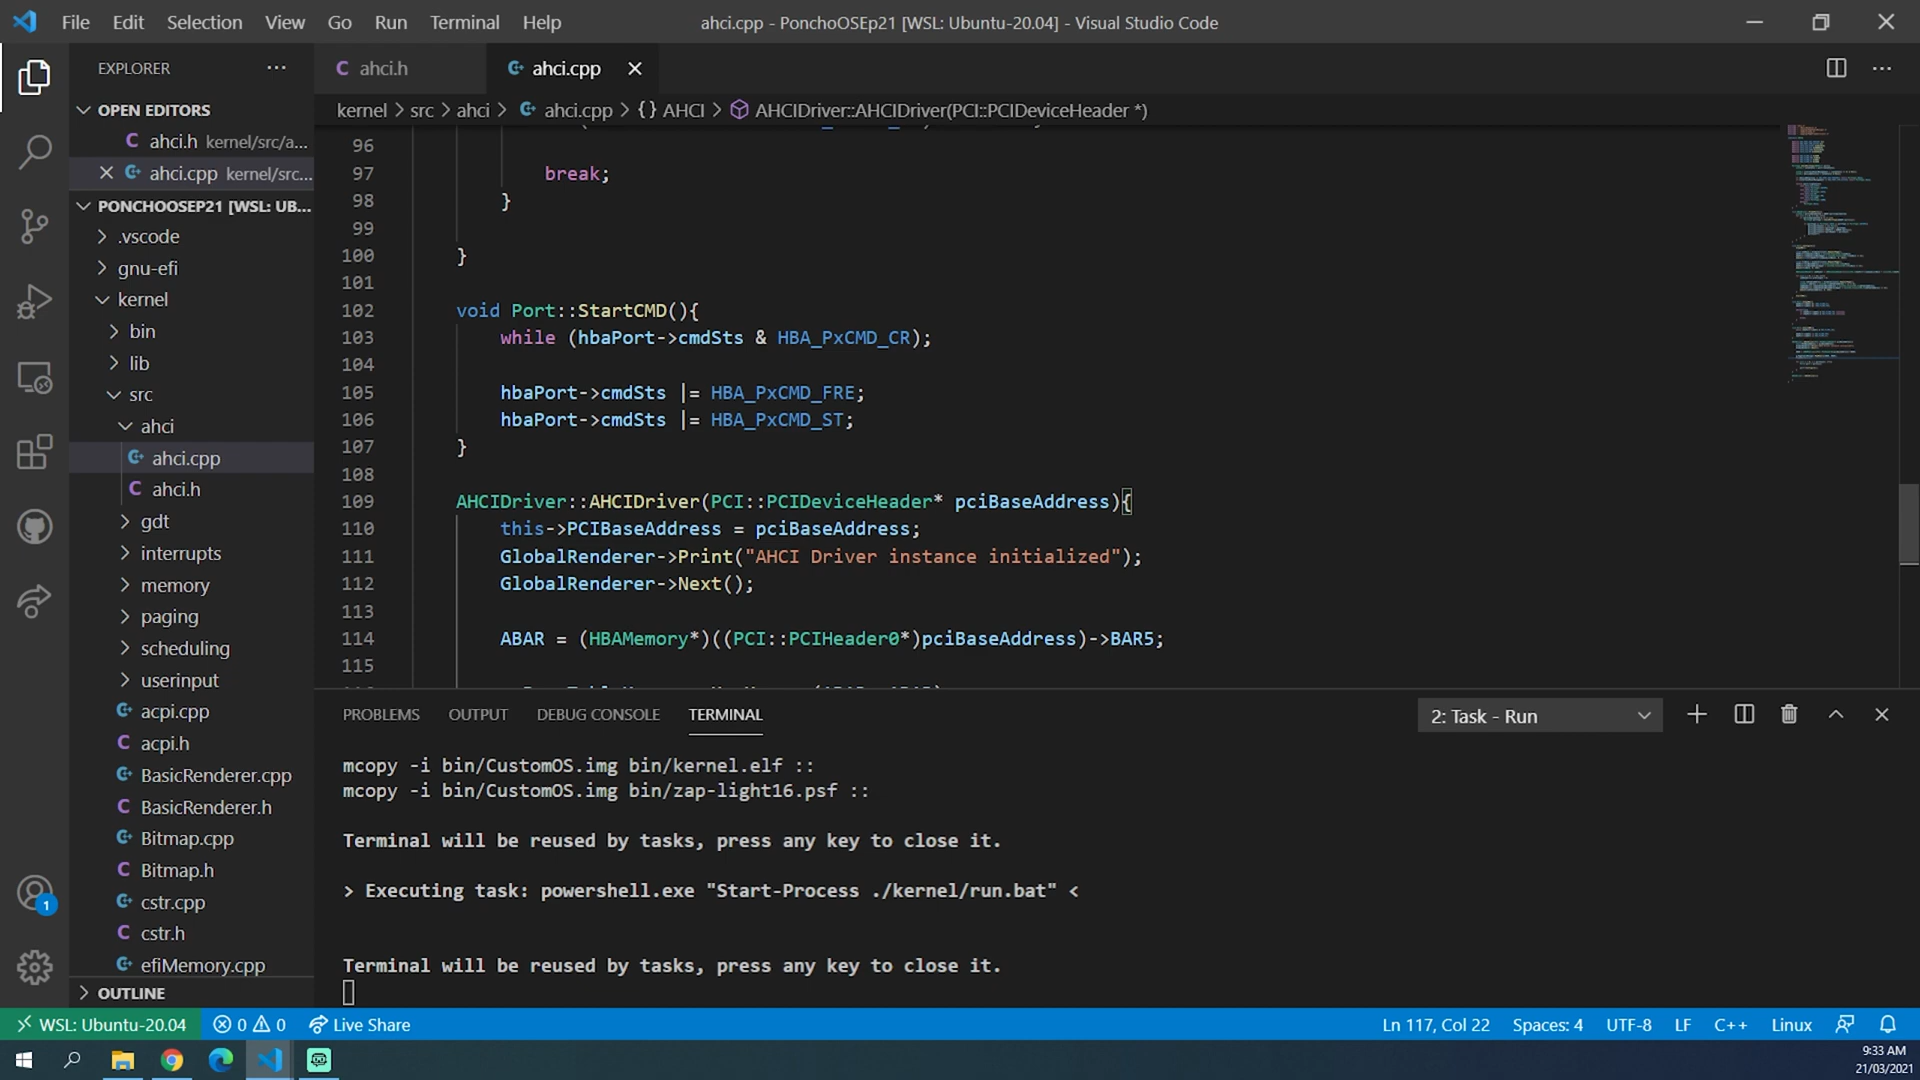 File Edit Selection View Go Run Terminal Help
ahci.cpp - PonchoOSEp21 [WSL: Ubuntu-20.04] - Visual Studio Code
EXPLORER
OPEN EDITORS
ahci.h kernel/src/a...
ahci.cpp kernel/src...
PONCHOOSEP21 [WSL: UB...
.vscode
gnu-efi
kernel
bin
lib
src
ahci
ahci.cpp
ahci.h
gdt
interrupts
memory
paging
scheduling
userinput
acpi.cpp
acpi.h
BasicRenderer.cpp
BasicRenderer.h
Bitmap.cpp
Bitmap.h
cstr.cpp
cstr.h
efiMemory.cpp
OUTLINE
ahci.h
ahci.cpp
kernel > src > ahci > ahci.cpp > {} AHCI > AHCIDriver::AHCIDriver(PCI::PCIDeviceHeader *)
96
97 break;
98 }
99
100 }
101
102 void Port::StartCMD(){
103 while (hbaPort->cmdSts & HBA_PxCMD_CR);
104
105 hbaPort->cmdSts |= HBA_PxCMD_FRE;
106 hbaPort->cmdSts |= HBA_PxCMD_ST;
107 }
108
109 AHCIDriver::AHCIDriver(PCI::PCIDeviceHeader* pciBaseAddress){
110 this->PCIBaseAddress = pciBaseAddress;
111 GlobalRenderer->Print("AHCI Driver instance initialized");
112 GlobalRenderer->Next();
113
114 ABAR = (HBAMemory*)((PCI::PCIHeader0*)pciBaseAddress)->BAR5;
115
PROBLEMS OUTPUT DEBUG CONSOLE TERMINAL
2: Task - Run
mcopy -i bin/CustomOS.img bin/kernel.elf ::
mcopy -i bin/CustomOS.img bin/zap-light16.psf ::
Terminal will be reused by tasks, press any key to close it.
> Executing task: powershell.exe "Start-Process ./kernel/run.bat" <
Terminal will be reused by tasks, press any key to close it.
1
WSL: Ubuntu-20.04 0 0 Live Share
Ln 117, Col 22 Spaces: 4 UTF-8 LF C++ Linux
9:33 AM
21/03/2021